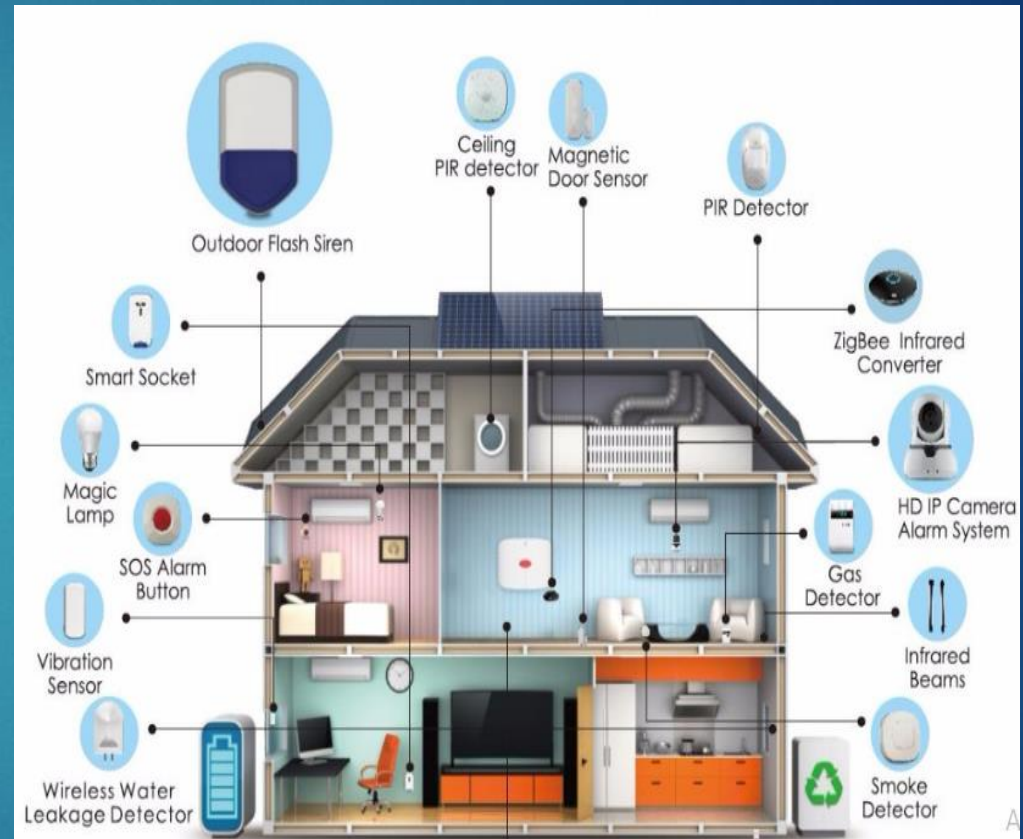 Ceiling
PIR detector
Magnetic
Door Sensor
PIR Detector
Outdoor Flash Siren
ZigBee Infrared
Converter
Smart Socket
Magic
Lamp
HD IP Camera
Alarm System
SOS Alarm
Button
Gas
Detector
Vibration
Sensor
Infrared
Beams
Wireless Water
Leakage Detector
Smoke
Detector
A